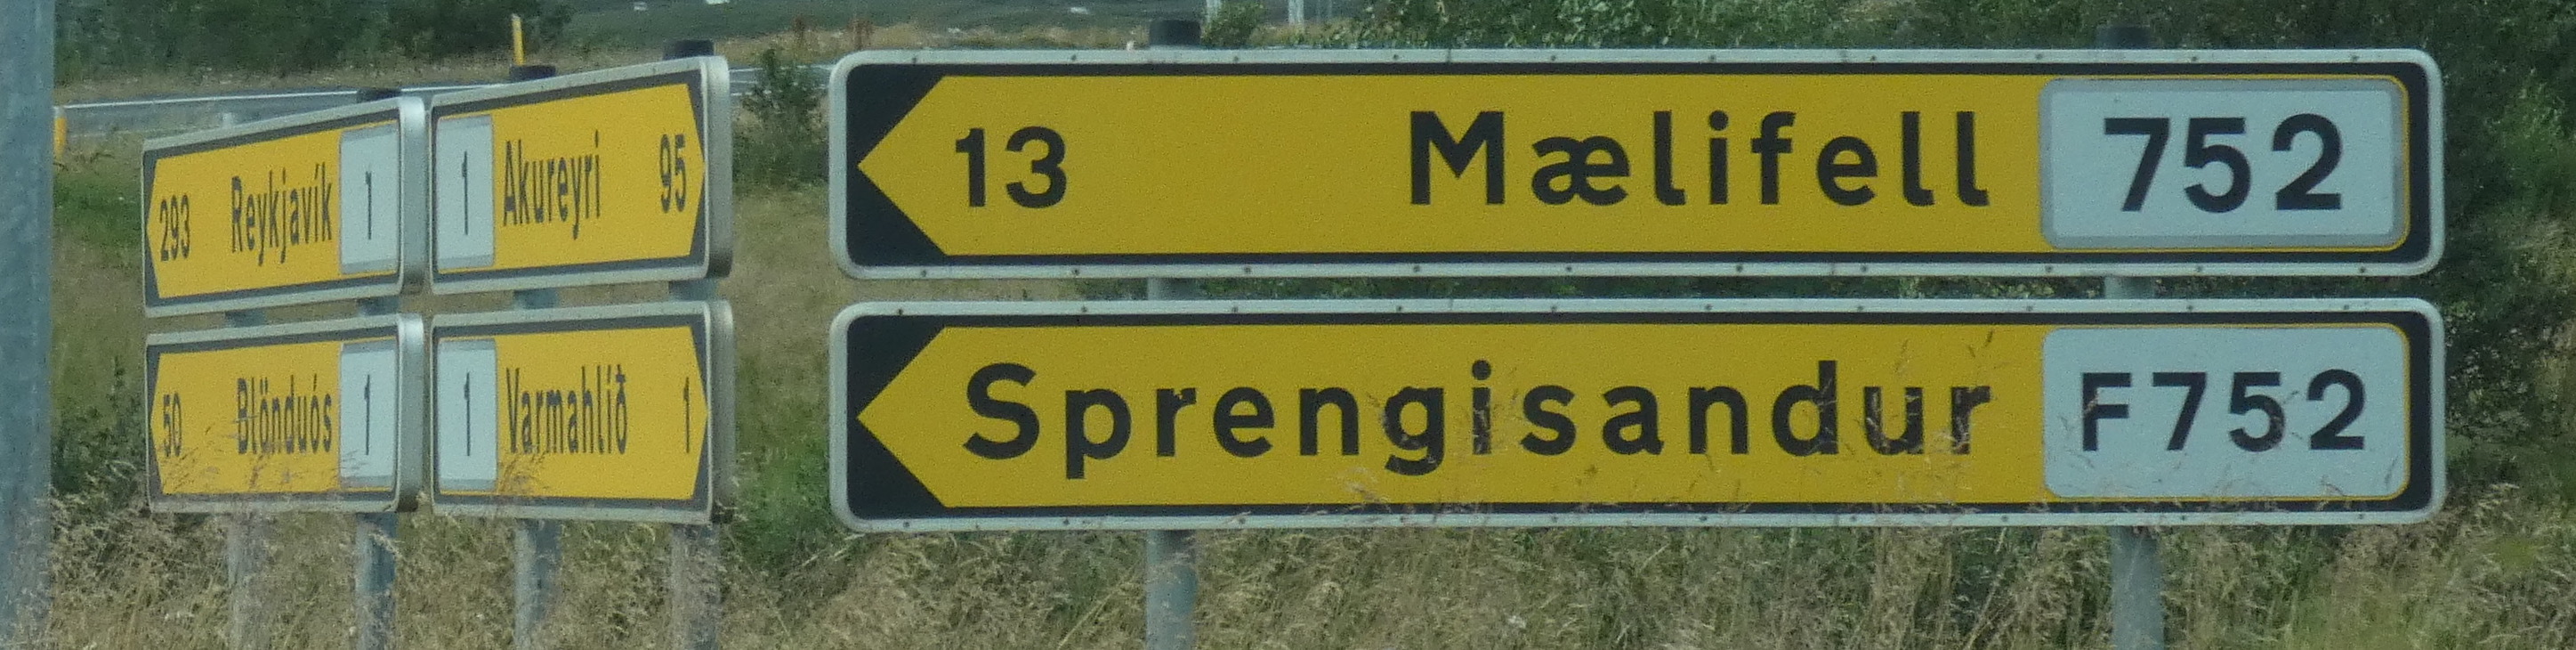 293 Reykjavík 1
1 Akureyri 95
50 Blönduós 1
1 Varmahlíð 1
13 Mælifell 752
Sprengisandur F752